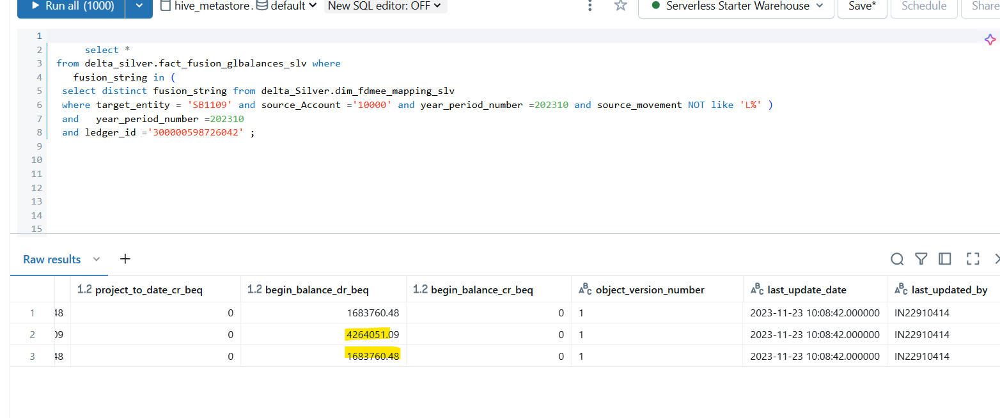 Run all (1000) hive_metastore. default New SQL editor: OFF Serverless Starter Warehouse Save* Schedule Share
1
2 select *
3 from delta_silver.fact_fusion_glbalances_slv where
4 fusion_string in (
5 select distinct fusion_string from delta_Silver.dim_fdmee_mapping_slv
6 where target_entity = 'SB1109' and source_Account ='10000' and year_period_number =202310 and source_movement NOT like 'L%' )
7 and year_period_number =202310
8 and ledger_id ='300000598726042' ;
9
10
11
12
13
14
15
Raw results +
1.2 project_to_date_cr_beq 1.2 begin_balance_dr_beq 1.2 begin_balance_cr_beq ABC object_version_number ABC last_update_date ABC last_updated_by
1 48 0 1683760.48 0 1 2023-11-23 10:08:42.000000 IN22910414
2 09 0 4264051.09 0 1 2023-11-23 10:08:42.000000 IN22910414
3 48 0 1683760.48 0 1 2023-11-23 10:08:42.000000 IN22910414